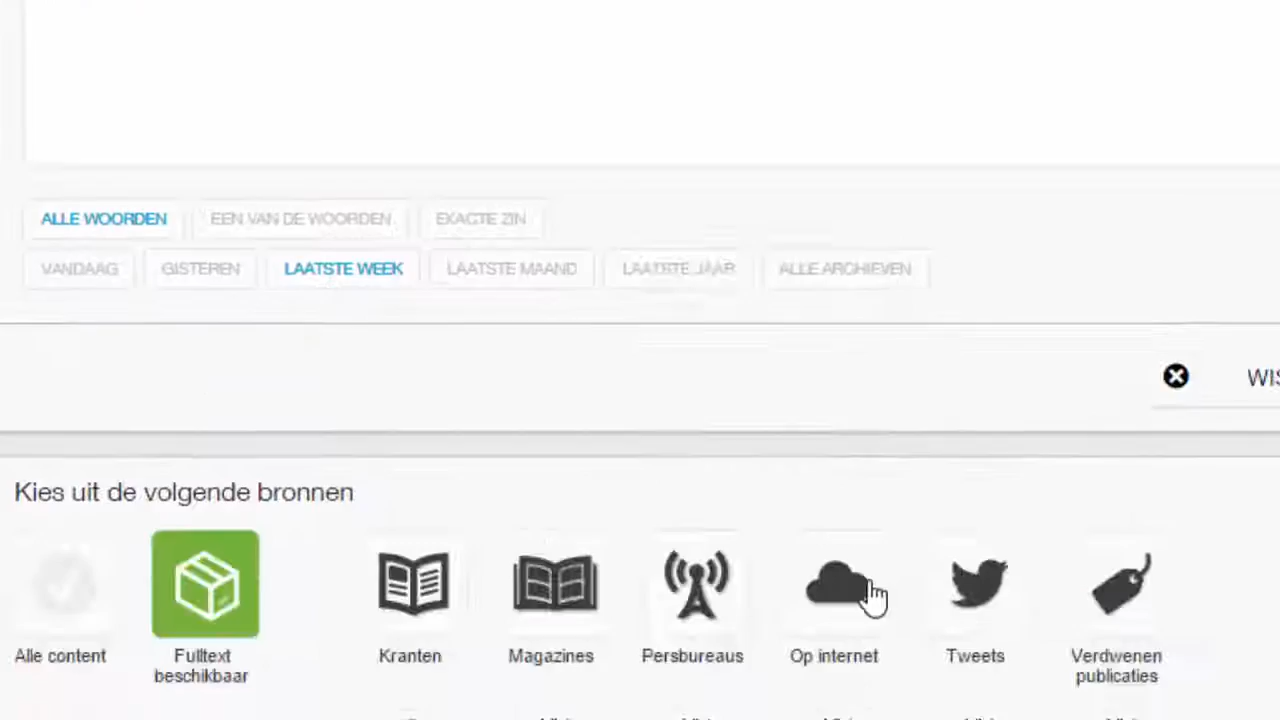 ALLE WOORDEN EEN VAN DE WOORDEN EXACTE ZIN
VANDAAG GISTEREN LAATSTE WEEK LAATSTE MAAND LAATSTE JAAR ALLE ARCHIEVEN
WIS
Kies uit de volgende bronnen
Alle content Fulltext beschikbaar Kranten Magazines Persbureaus Op internet Tweets Verdwenen publicaties